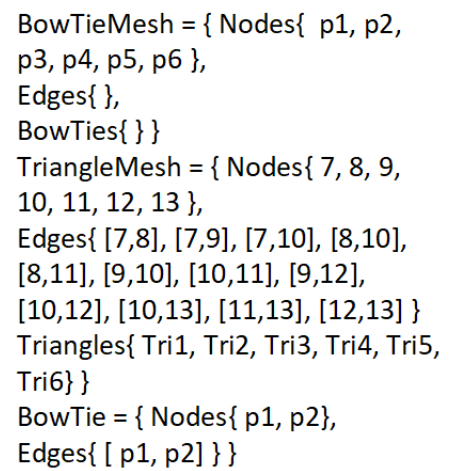 BowTieMesh = { Nodes{  p1, p2,
p3, p4, p5, p6 },
Edges{ },
BowTies{ } }
TriangleMesh = { Nodes{ 7, 8, 9,
10, 11, 12, 13 },
Edges{ [7,8], [7,9], [7,10], [8,10],
[8,11], [9,10], [10,11], [9,12],
[10,12], [10,13], [11,13], [12,13] }
Triangles{ Tri1, Tri2, Tri3, Tri4, Tri5,
Tri6} }
BowTie = { Nodes{ p1, p2},
Edges{ [ p1, p2] } }